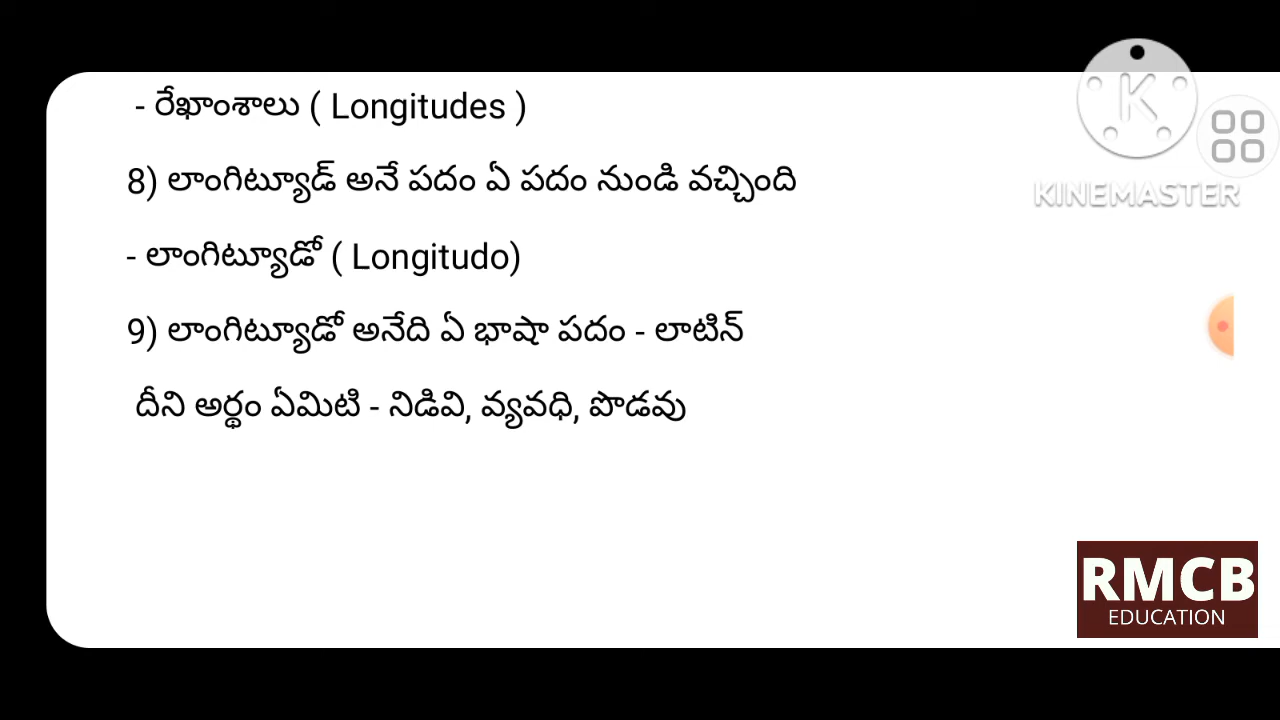 - రేఖాంశాలు ( Longitudes )
8) లాంగిట్యూడ్ అనే పదం ఏ పదం నుండి వచ్చింది
- లాంగిట్యూడో ( Longitudo)
9) లాంగిట్యూడో అనేది ఏ భాషా పదం - లాటిన్
దీని అర్థం ఏమిటి - నిడివి, వ్యవధి, పొడవు
K
KINEMASTER
RMCB
EDUCATION